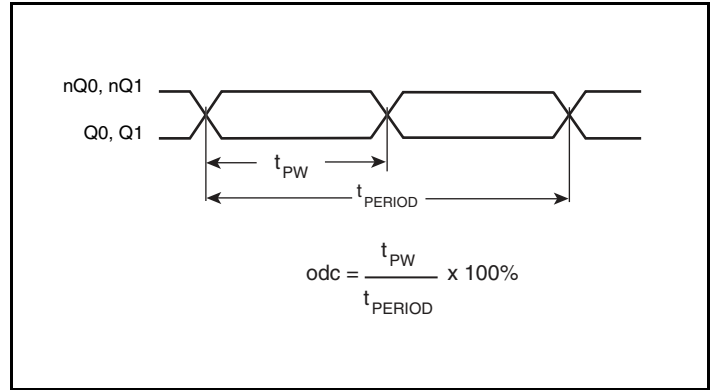 nQ0, nQ1
Q0, Q1
tPW
tPERIOD
odc = tPW / tPERIOD x 100%